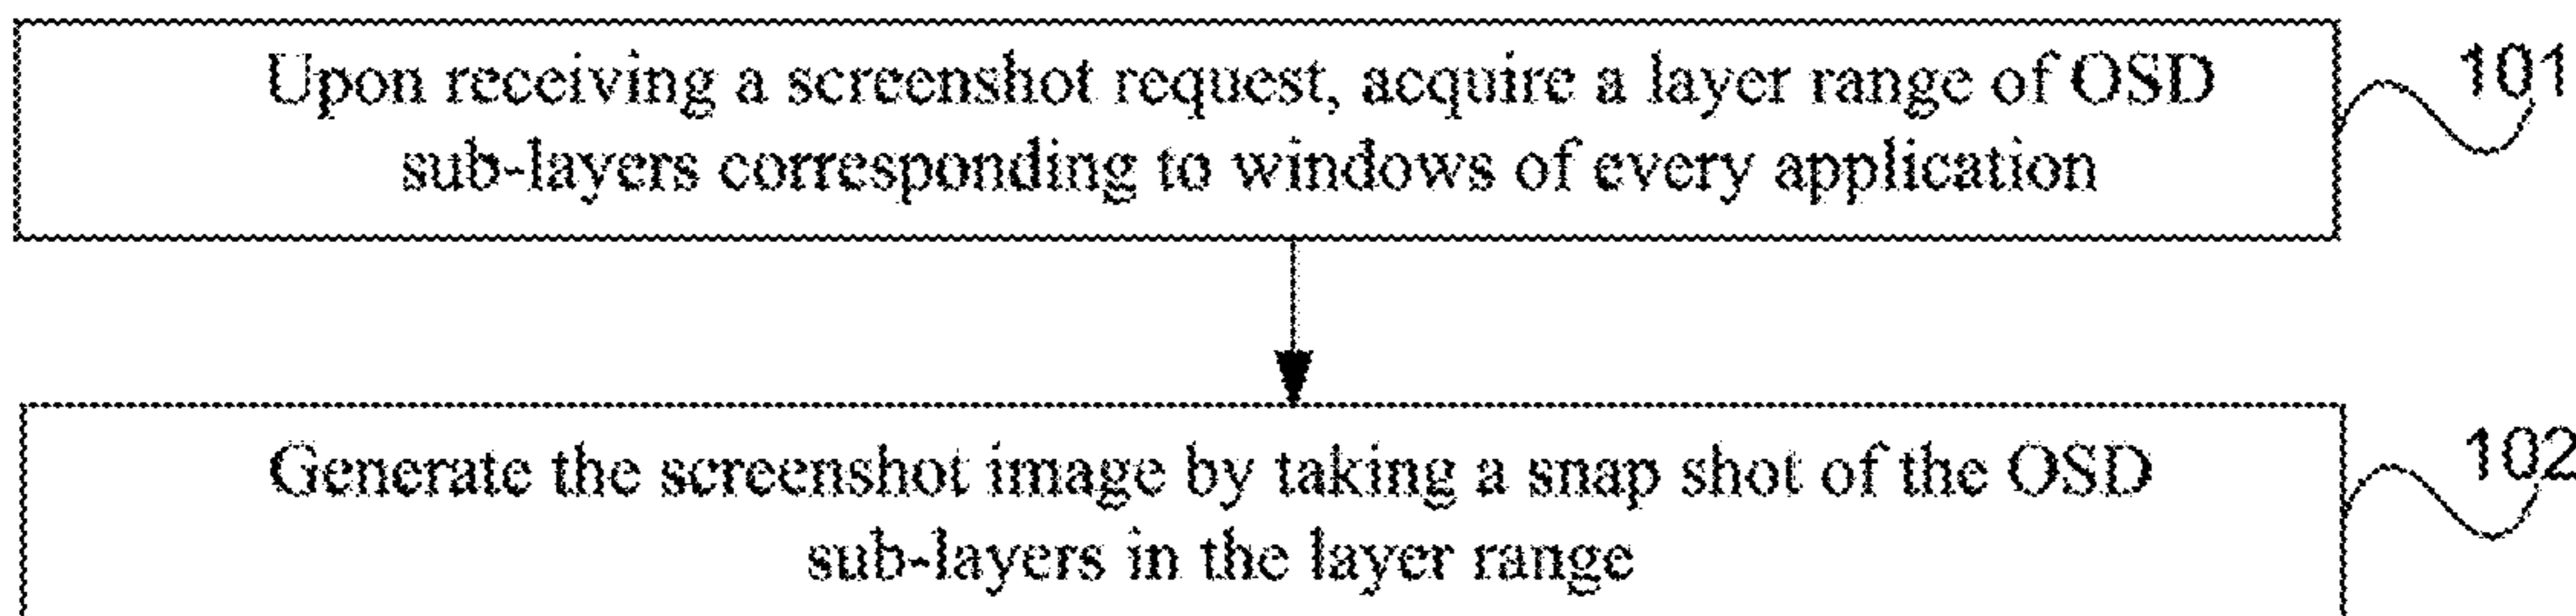 Upon receiving a screenshot request, acquire a layer range of OSD
sub-layers corresponding to windows of every application
101
Generate the screenshot image by taking a snap shot of the OSD
sub-layers in the layer range
102